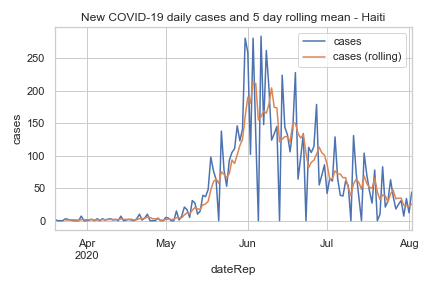 New COVID-19 daily cases and 5 day rolling mean - Haiti
cases
cases (rolling)
250
200
150
100
50
0
cases
Apr
2020
May
Jun
Jul
Aug
dateRep